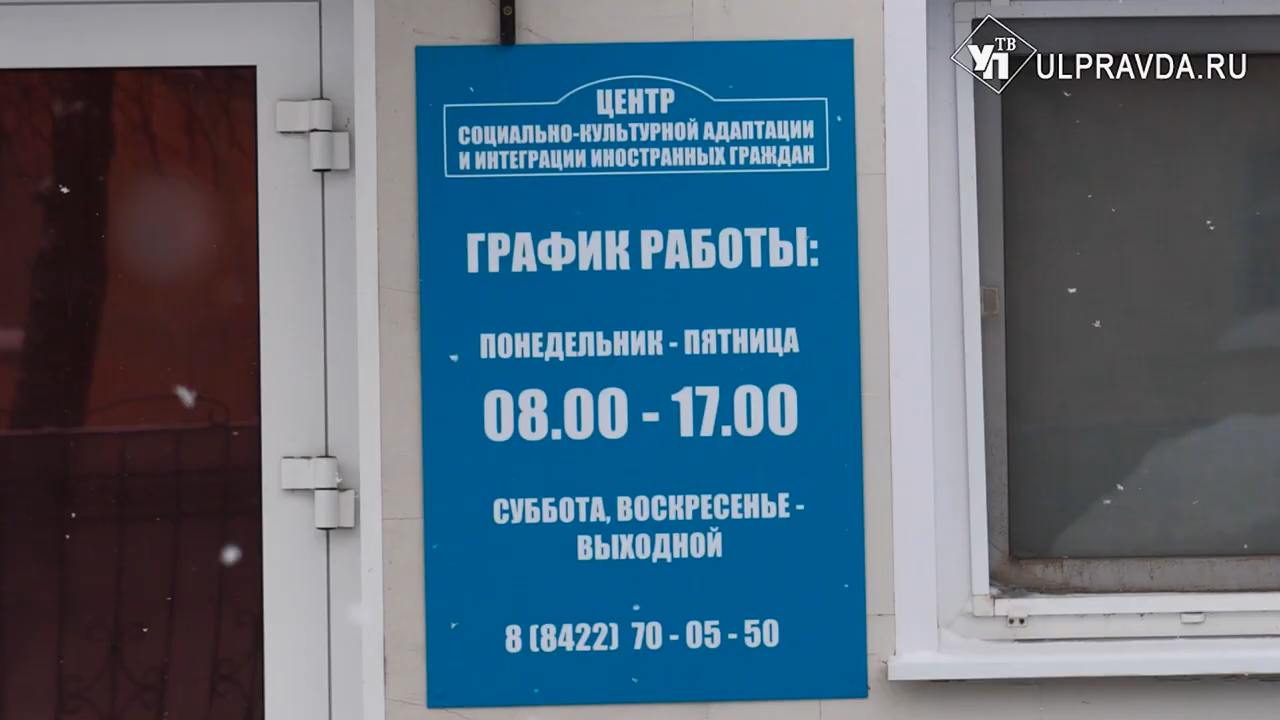 УП ТВ ULPRAVDA.RU
ЦЕНТР
СОЦИАЛЬНО-КУЛЬТУРНОЙ АДАПТАЦИИ
И ИНТЕГРАЦИИ ИНОСТРАННЫХ ГРАЖДАН
ГРАФИК РАБОТЫ:
ПОНЕДЕЛЬНИК - ПЯТНИЦА
08.00 - 17.00
СУББОТА, ВОСКРЕСЕНЬЕ -
ВЫХОДНОЙ
8 (8422) 70 - 05 - 50